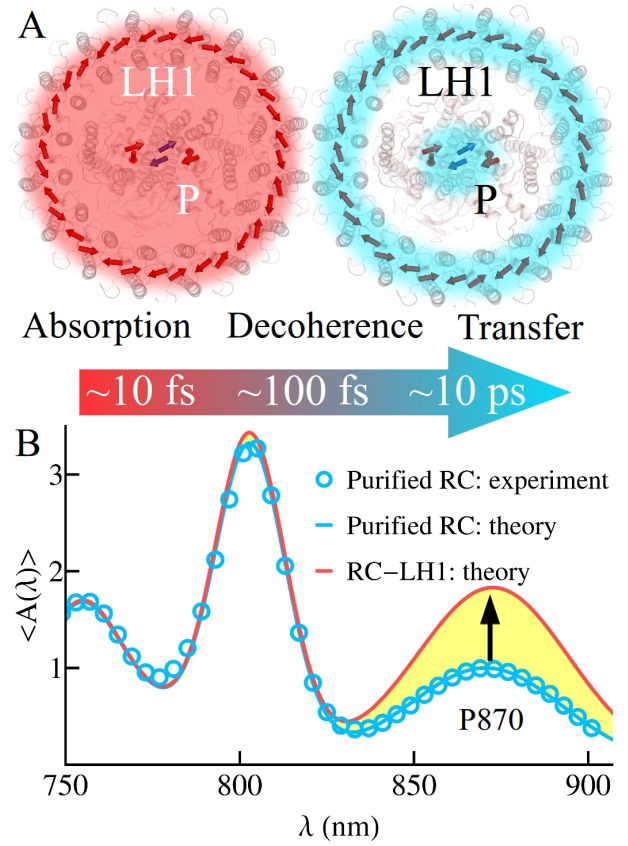 A
LH1
P
LH1
P
Absorption Decoherence Transfer
~10 fs ~100 fs ~10 ps
B
<A(λ)>
3
2
1
Purified RC: experiment
Purified RC: theory
RC−LH1: theory
P870
750 800 850 900
λ (nm)